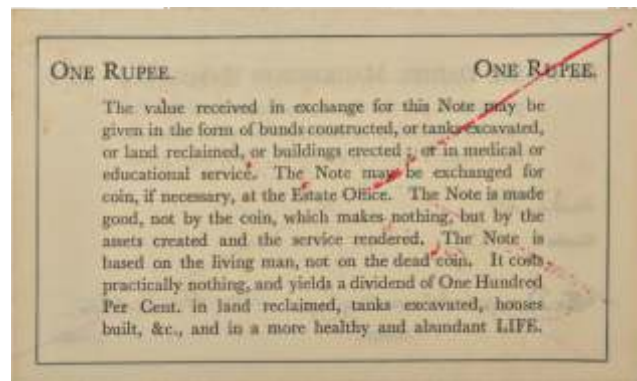 ONE RUPEE. ONE RUPEE.
The value received in exchange for this Note may be
given in the form of bunds constructed, or tanks excavated,
or land reclaimed, or buildings erected ; or in medical or
educational service. The Note may be exchanged for
coin, if necessary, at the Estate Office. The Note is made
good, not by the coin, which makes nothing, but by the
assets created and the service rendered. The Note is
based on the living man, not on the dead coin. It costs
practically nothing, and yields a dividend of One Hundred
Per Cent. in land reclaimed, tanks excavated, houses
built, &c., and in a more healthy and abundant LIFE.